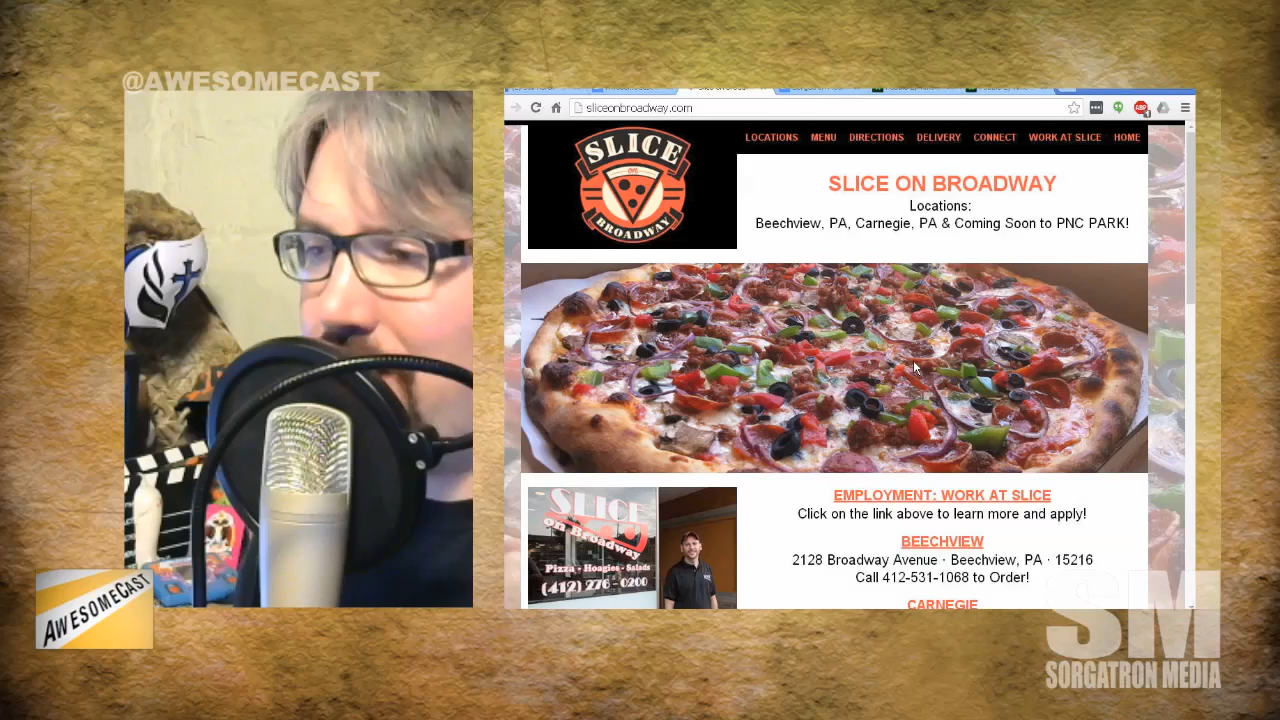 @AWESOMECAST
sliceonbroadway.com
ABP
SLICE
on
BROADWAY
LOCATIONS MENU DIRECTIONS DELIVERY CONNECT WORK AT SLICE HOME
SLICE ON BROADWAY
Locations:
Beechview, PA, Carnegie, PA & Coming Soon to PNC PARK!
SLICE
on Broadway
Pizza - Hoagies - Salads
(412) 276-0200
EMPLOYMENT: WORK AT SLICE
Click on the link above to learn more and apply!
BEECHVIEW
2128 Broadway Avenue · Beechview, PA · 15216
Call 412-531-1068 to Order!
CARNEGIE
AWESOMECAST
SM
SORGATRON MEDIA